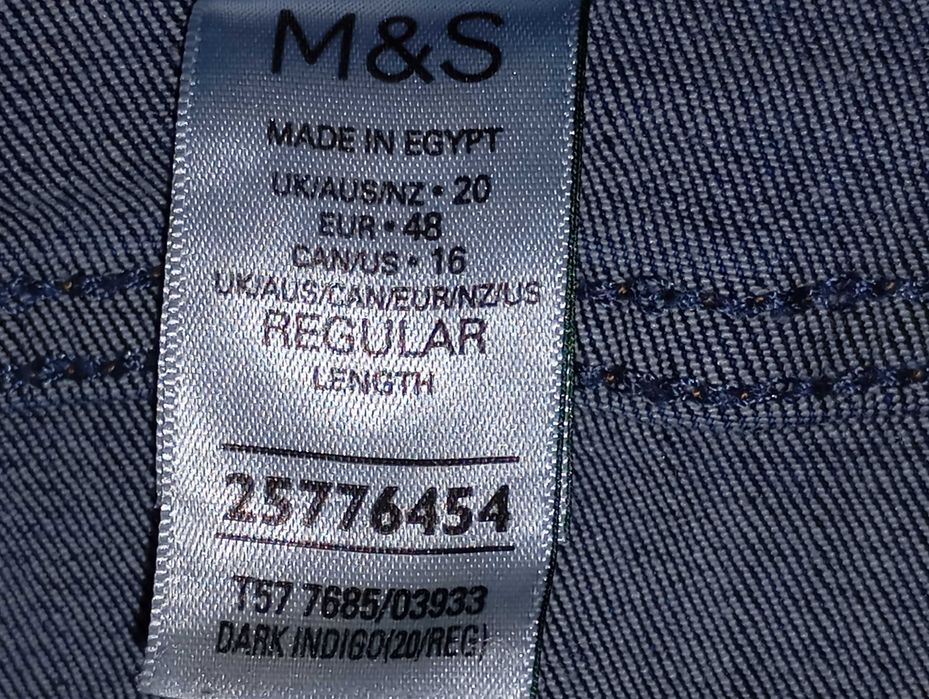 M&S
MADE IN EGYPT
UK/AUS/NZ • 20
EUR • 48
CAN/US • 16
UK/AUS/CAN/EUR/NZ/US
REGULAR
LENGTH
25776454
T57 7685/03933
DARK INDIGO(20/REG)